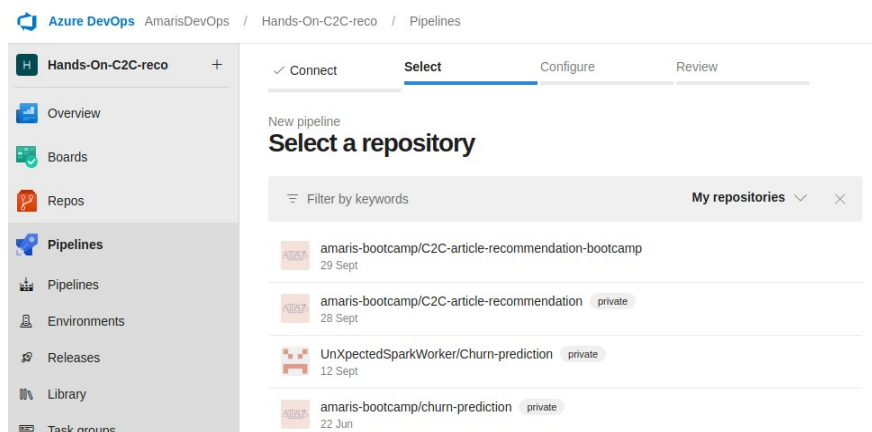 Azure DevOps AmarisDevOps / Hands-On-C2C-reco / Pipelines
H Hands-On-C2C-reco +
Overview
Boards
Repos
Pipelines
Pipelines
Environments
Releases
Library
Task groups
Connect Select Configure Review
New pipeline
Select a repository
Filter by keywords My repositories
amaris-bootcamp/C2C-article-recommendation-bootcamp
29 Sept
amaris-bootcamp/C2C-article-recommendation private
28 Sept
UnXpectedSparkWorker/Churn-prediction private
12 Sept
amaris-bootcamp/churn-prediction private
22 Jun